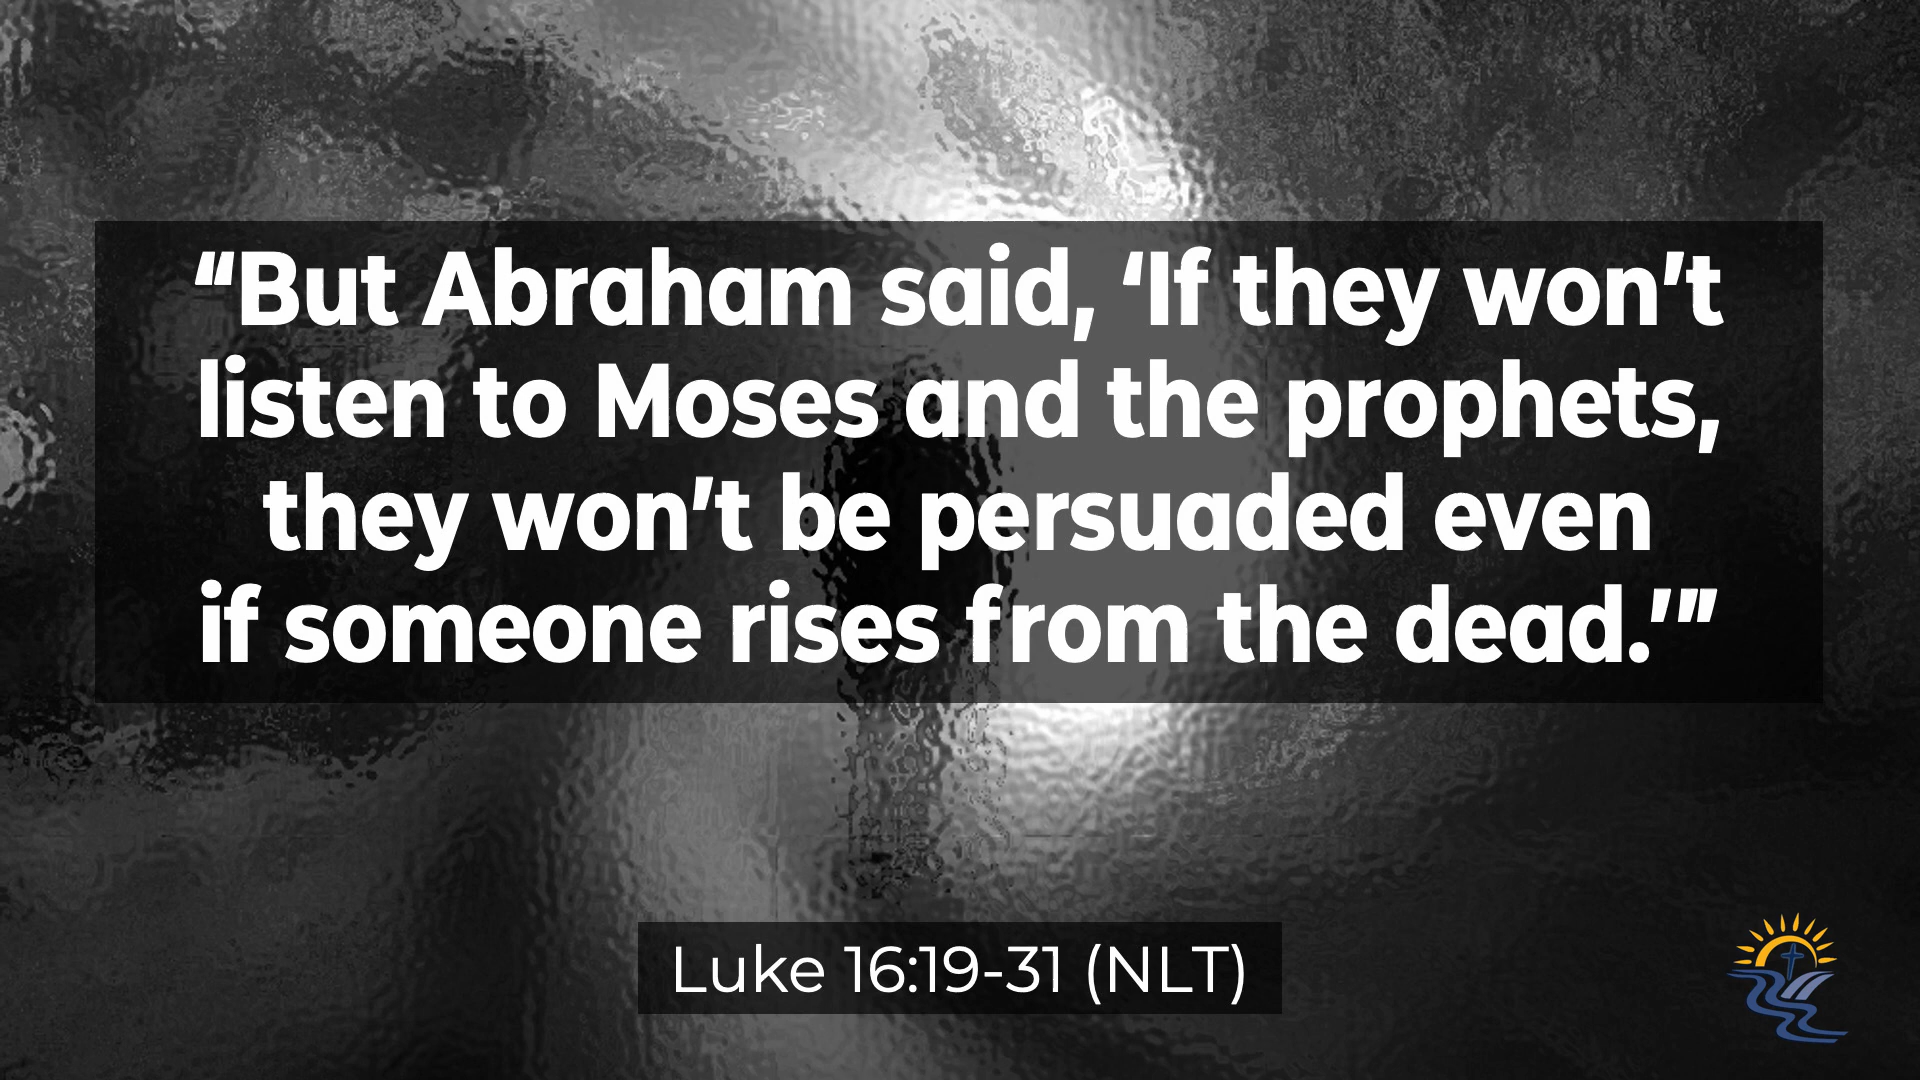 “But Abraham said, ‘If they won’t
listen to Moses and the prophets,
they won’t be persuaded even
if someone rises from the dead.’”
Luke 16:19-31 (NLT)